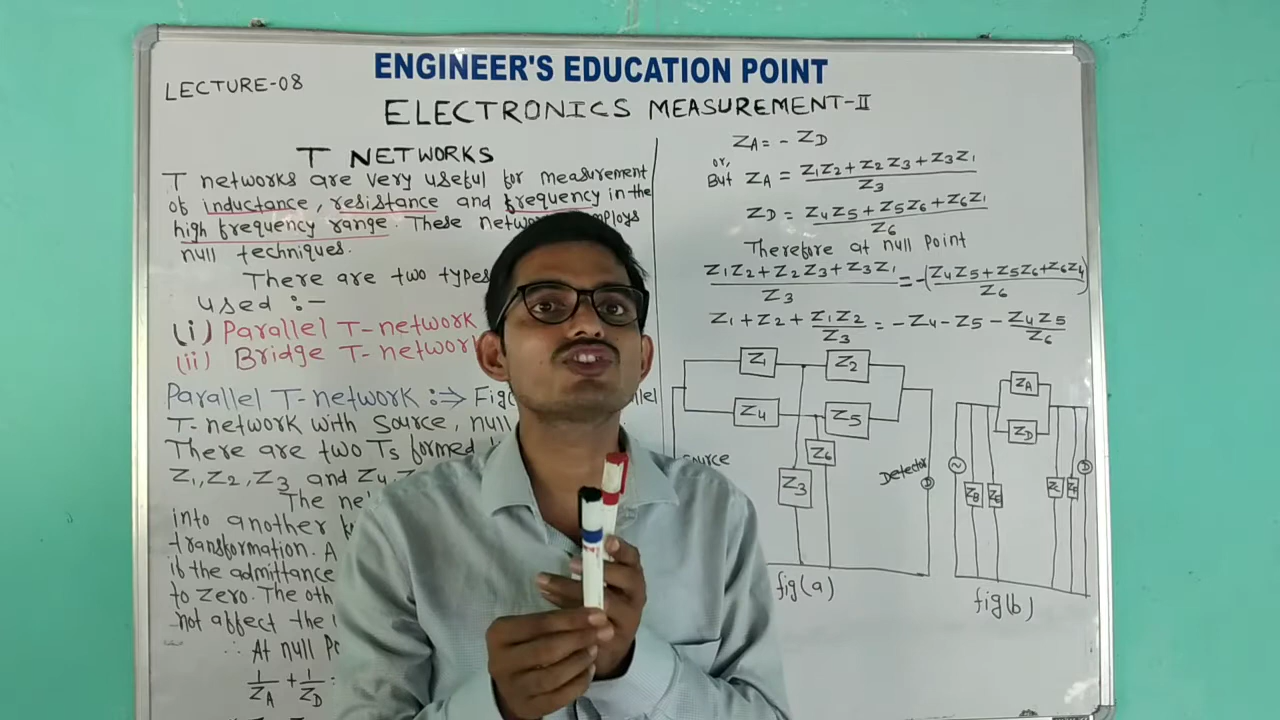 ENGINEER'S EDUCATION POINT
LECTURE-08
ELECTRONICS MEASUREMENT-II
T NETWORKS
T networks are very useful for measurement
of inductance, resistance and frequency in the
high frequency range. These employs
null techniques.
There are two types
used :-
(i) Parallel T-network
(ii) Bridge T-network
Parallel T-network :⇒
T-network with Source, null
There are two Ts formed
Z1, Z2, Z3 and Z4,
The
into another
transformation.
if the admittance
to zero. The
not affect the
∴ At null
1/ZA + 1/ZD =
ZA = - ZD
or,
But ZA = (Z1Z2 + Z2Z3 + Z3Z1)/Z3
ZD = (Z4Z5 + Z5Z6 + Z6Z1)/Z6
Therefore at null point
(Z1Z2 + Z2Z3 + Z3Z1)/Z3 = -(Z4Z5 + Z5Z6 + Z6Z4)/Z6
Z1 + Z2 + Z1Z2/Z3 = -Z4 - Z5 - Z4Z5/Z6
Z1
Z2
Z4
Z5
Z6
Z3
Detector
D
fig(a)
ZA
ZD
~
ZB
ZE
D
fig(b)